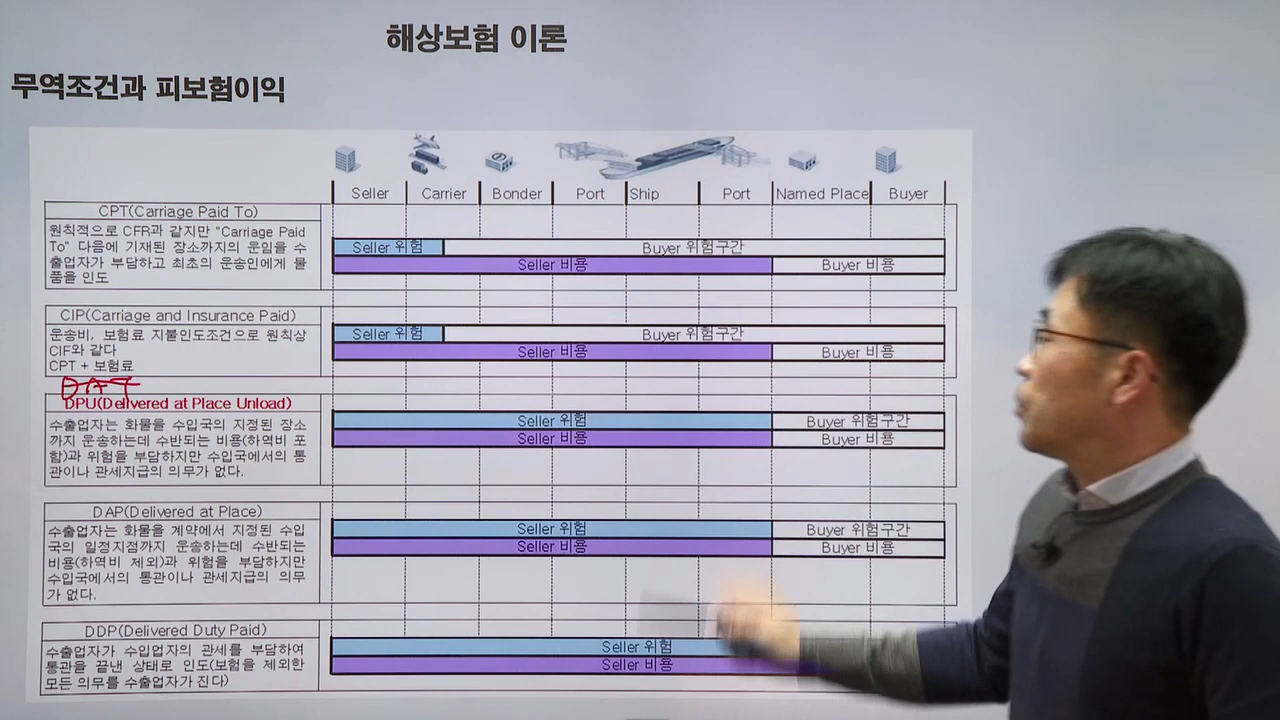 해상보험 이론
무역조건과 피보험이익
Seller Carrier Bonder Port Ship Port Named Place Buyer
CPT(Carriage Paid To)
원칙적으로 CFR과 같지만 "Carriage Paid
To" 다음에 기재된 장소까지의 운임을 수
출업자가 부담하고 최초의 운송인에게 물
품을 인도
Seller 위험 Buyer 위험구간
Seller 비용 Buyer 비용
CIP(Carriage and Insurance Paid)
운송비, 보험료 지불인도조건으로 원칙상
CIF와 같다
CPT + 보험료
Seller 위험 Buyer 위험구간
Seller 비용 Buyer 비용
DAT
DPU(Delivered at Place Unload)
수출업자는 화물을 수입국의 지정된 장소
까지 운송하는데 수반되는 비용(하역비 포
함)과 위험을 부담하지만 수입국에서의 통
관이나 관세지급의 의무가 없다.
Seller 위험 Buyer 위험구간
Seller 비용 Buyer 비용
DAP(Delivered at Place)
수출업자는 화물을 계약에서 지정된 수입
국의 일정지점까지 운송하는데 수반되는
비용(하역비 제외)과 위험을 부담하지만
수입국에서의 통관이나 관세지급의 의무
가 없다.
Seller 위험 Buyer 위험구간
Seller 비용 Buyer 비용
DDP(Delivered Duty Paid)
수출업자가 수입업자의 관세를 부담하여
통관을 끝낸 상태로 인도(보험을 제외한
모든 의무를 수출업자가 진다)
Seller 위험
Seller 비용